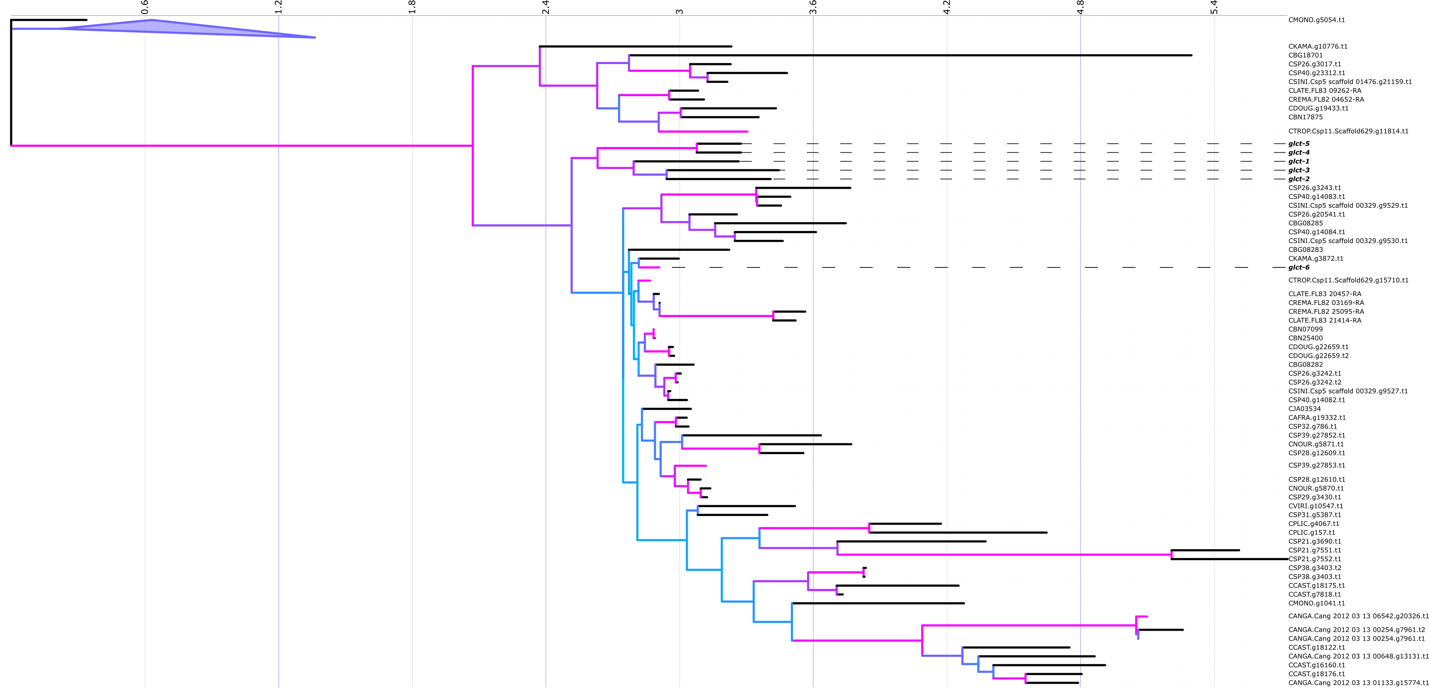 0.6 1.2 1.8 2.4 3 3.6 4.2 4.8 5.4
CMONO.g5054.t1
CKAMA.g10776.t1
CBG18701
CSP26.g3017.t1
CSP40.g23312.t1
CSINI.Csp5 scaffold 01476.g21159.t1
CLATE.FL83 09262-RA
CREMA.FL82 04652-RA
CDOUG.g19433.t1
CBN17875
CTROP.Csp11.Scaffold629.g11814.t1
glct-5
glct-4
glct-1
glct-3
glct-2
CSP26.g3243.t1
CSP40.g14083.t1
CSINI.Csp5 scaffold 00329.g9529.t1
CSP26.g20541.t1
CBG08285
CSP40.g14084.t1
CSINI.Csp5 scaffold 00329.g9530.t1
CBG08283
CKAMA.g3872.t1
glct-6
CTROP.Csp11.Scaffold629.g15710.t1
CLATE.FL83 20457-RA
CREMA.FL82 03169-RA
CREMA.FL82 25095-RA
CLATE.FL83 21414-RA
CBN07099
CBN25400
CDOUG.g22659.t1
CDOUG.g22659.t2
CBG08282
CSP26.g3242.t1
CSP26.g3242.t2
CSINI.Csp5 scaffold 00329.g9527.t1
CSP40.g14082.t1
CJA03534
CAFRA.g19332.t1
CSP32.g786.t1
CSP39.g27852.t1
CNOUR.g5871.t1
CSP28.g12609.t1
CSP39.g27853.t1
CSP28.g12610.t1
CNOUR.g5870.t1
CSP29.g3430.t1
CVIRI.g10547.t1
CSP31.g5387.t1
CPLIC.g4067.t1
CPLIC.g157.t1
CSP21.g3690.t1
CSP21.g7551.t1
CSP21.g7552.t1
CSP38.g3403.t2
CSP38.g3403.t1
CCAST.g18175.t1
CCAST.g7818.t1
CMONO.g1041.t1
CANGA.Cang 2012 03 13 06542.g20326.t1
CANGA.Cang 2012 03 13 00254.g7961.t2
CANGA.Cang 2012 03 13 00254.g7961.t1
CCAST.g18122.t1
CANGA.Cang 2012 03 13 00648.g13131.t1
CCAST.g16160.t1
CCAST.g18176.t1
CANGA.Cang 2012 03 13 01133.g15774.t1